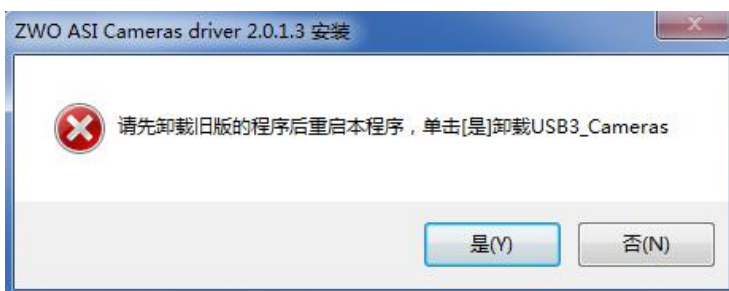 ZWO ASI Cameras driver 2.0.1.3 安装
请先卸载旧版的程序后重启本程序，单击[是]卸载USB3_Cameras
是(Y)
否(N)